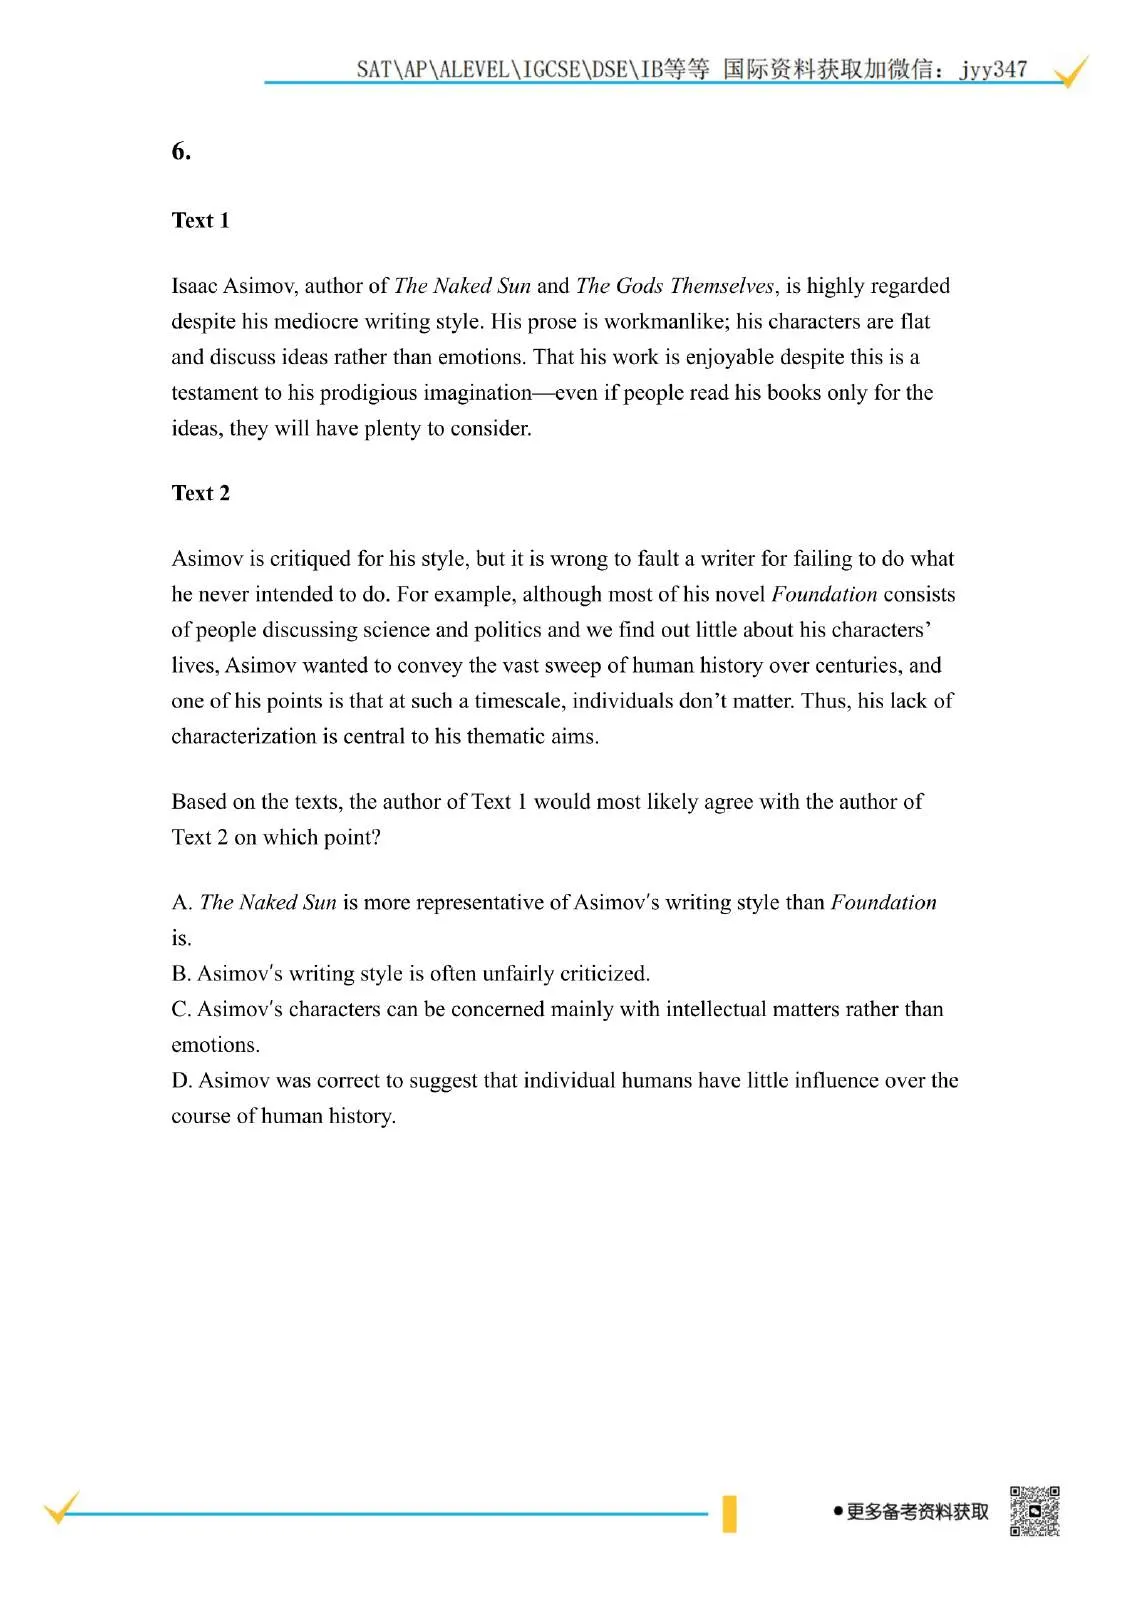 SAT\AP\ALEVEL\IGCSE\DSE\IB等等 国际资料获取加微信：jyy347
6.
Text 1
Isaac Asimov, author of The Naked Sun and The Gods Themselves, is highly regarded
despite his mediocre writing style. His prose is workmanlike; his characters are flat
and discuss ideas rather than emotions. That his work is enjoyable despite this is a
testament to his prodigious imagination—even if people read his books only for the
ideas, they will have plenty to consider.
Text 2
Asimov is critiqued for his style, but it is wrong to fault a writer for failing to do what
he never intended to do. For example, although most of his novel Foundation consists
of people discussing science and politics and we find out little about his characters’
lives, Asimov wanted to convey the vast sweep of human history over centuries, and
one of his points is that at such a timescale, individuals don’t matter. Thus, his lack of
characterization is central to his thematic aims.
Based on the texts, the author of Text 1 would most likely agree with the author of
Text 2 on which point?
A. The Naked Sun is more representative of Asimov's writing style than Foundation
is.
B. Asimov's writing style is often unfairly criticized.
C. Asimov's characters can be concerned mainly with intellectual matters rather than
emotions.
D. Asimov was correct to suggest that individual humans have little influence over the
course of human history.
●更多备考资料获取